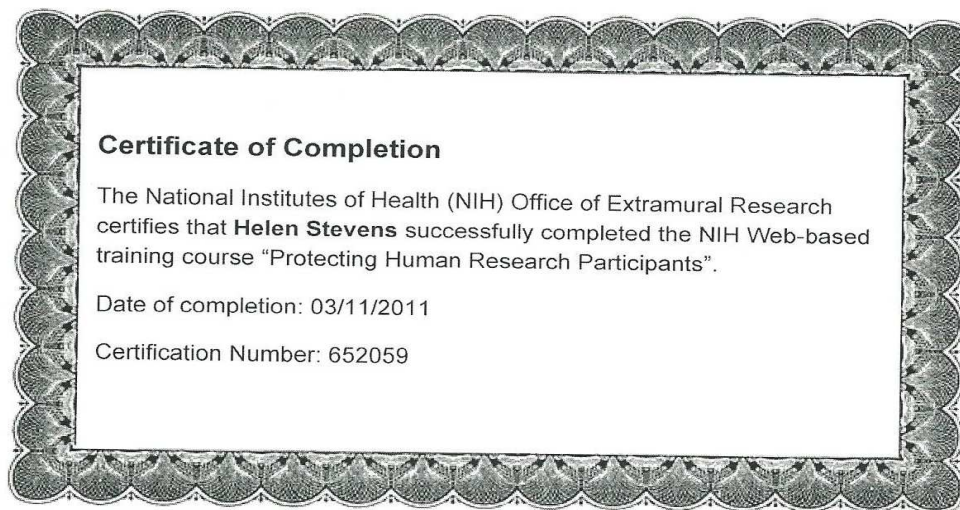 Certificate of Completion
The National Institutes of Health (NIH) Office of Extramural Research
certifies that Helen Stevens successfully completed the NIH Web-based
training course “Protecting Human Research Participants”.
Date of completion: 03/11/2011
Certification Number: 652059